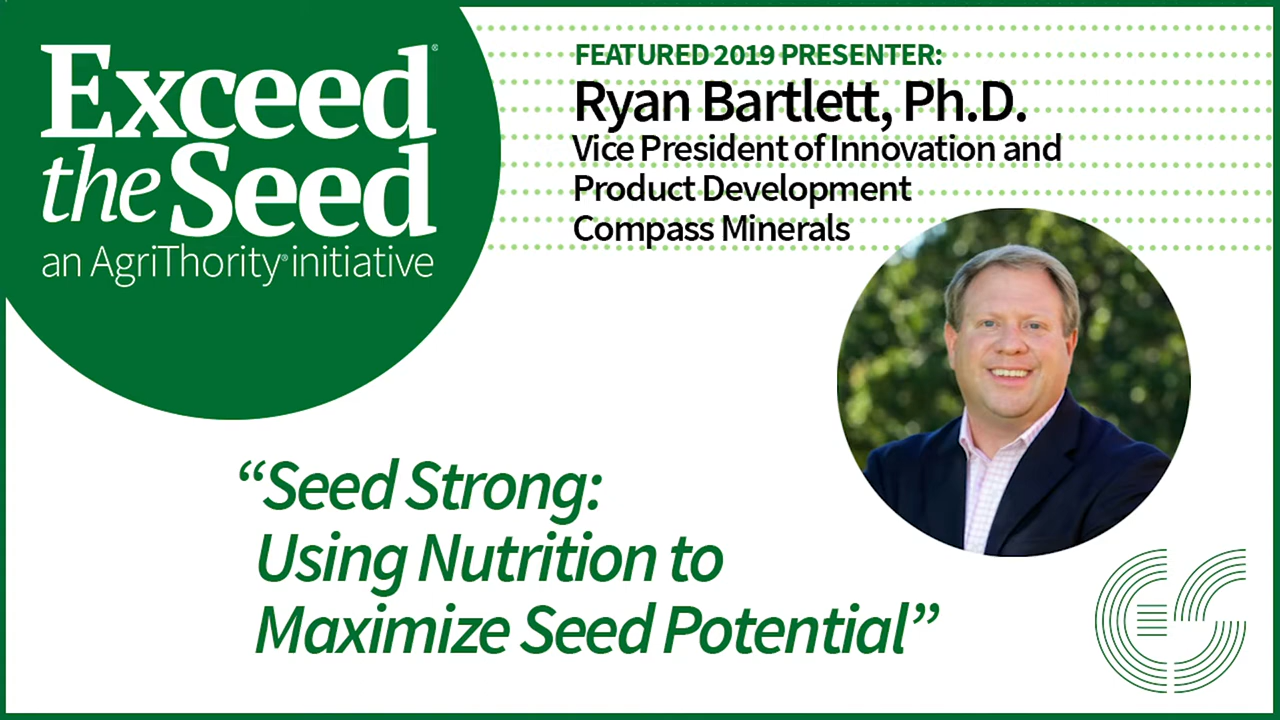 Exceed®
the Seed
an AgriThority® initiative
FEATURED 2019 PRESENTER:
Ryan Bartlett, Ph.D.
Vice President of Innovation and
Product Development
Compass Minerals
“Seed Strong:
Using Nutrition to
Maximize Seed Potential”
ES